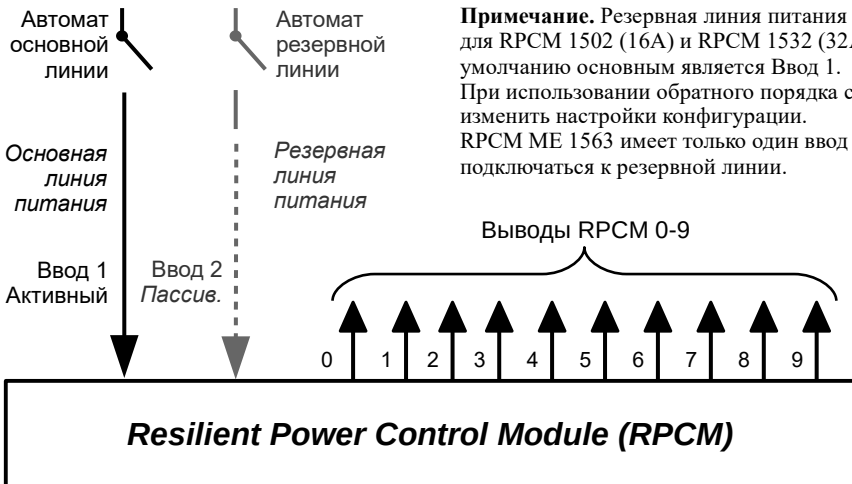 Автомат
основной
линии
Автомат
резервной
линии
Примечание. Резервная линия питания
для RPCM 1502 (16А) и RPCM 1532 (32А
умолчанию основным является Ввод 1.
При использовании обратного порядка с
изменить настройки конфигурации.
RPCM ME 1563 имеет только один ввод
подключаться к резервной линии.
Основная
линия
питания
Резервная
линия
питания
Выводы RPCM 0-9
Ввод 1
Активный
Ввод 2
Пассив.
0 1 2 3 4 5 6 7 8 9
Resilient Power Control Module (RPCM)